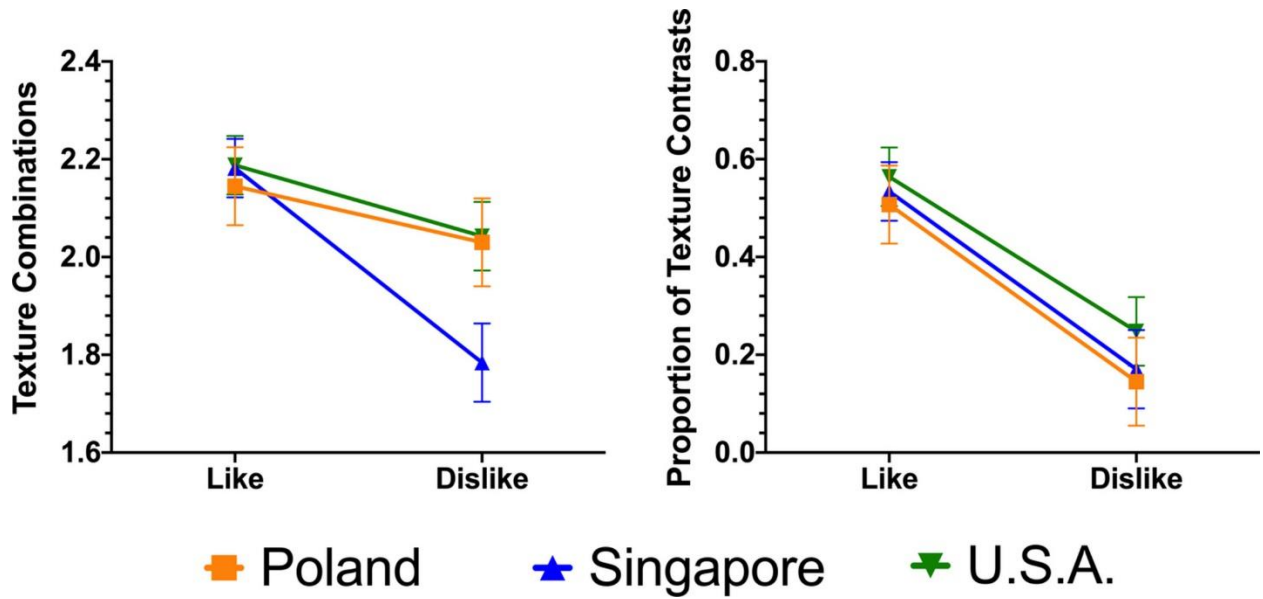 Texture Combinations
2.4
2.2
2.0
1.8
1.6
Like
Dislike
Proportion of Texture Contrasts
0.8
0.6
0.4
0.2
0.0
Like
Dislike
Poland
Singapore
U.S.A.